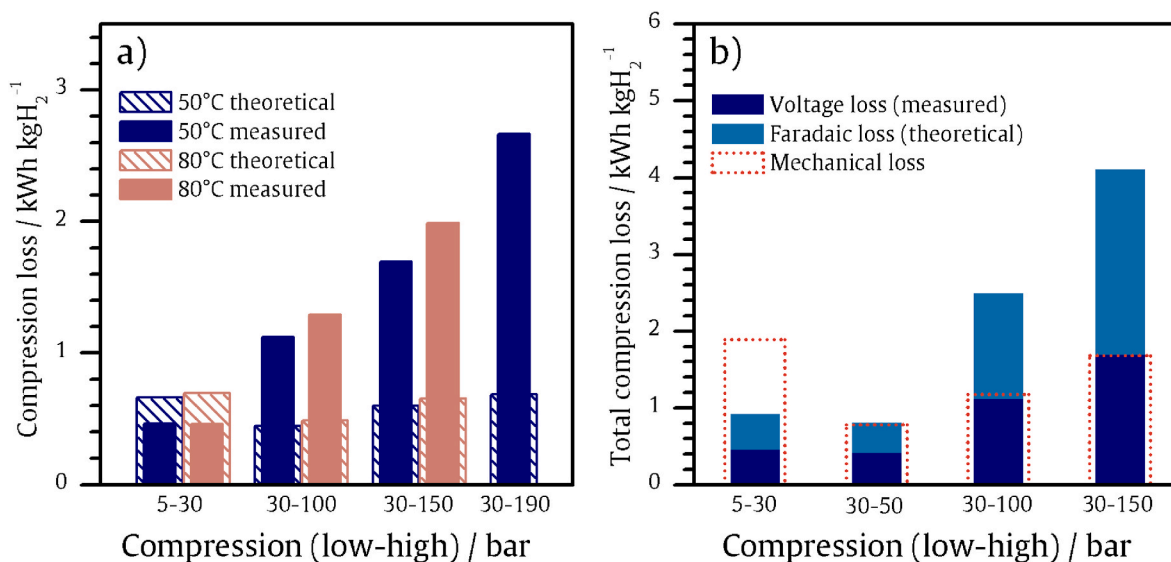 a)
50°C theoretical
50°C measured
80°C theoretical
80°C measured
Compression loss / kWh kgH₂⁻¹
3
2
1
0
5-30 30-100 30-150 30-190
Compression (low-high) / bar
b)
Voltage loss (measured)
Faradaic loss (theoretical)
Mechanical loss
Total compression loss / kWh kgH₂⁻¹
6
5
4
3
2
1
0
5-30 30-50 30-100 30-150
Compression (low-high) / bar